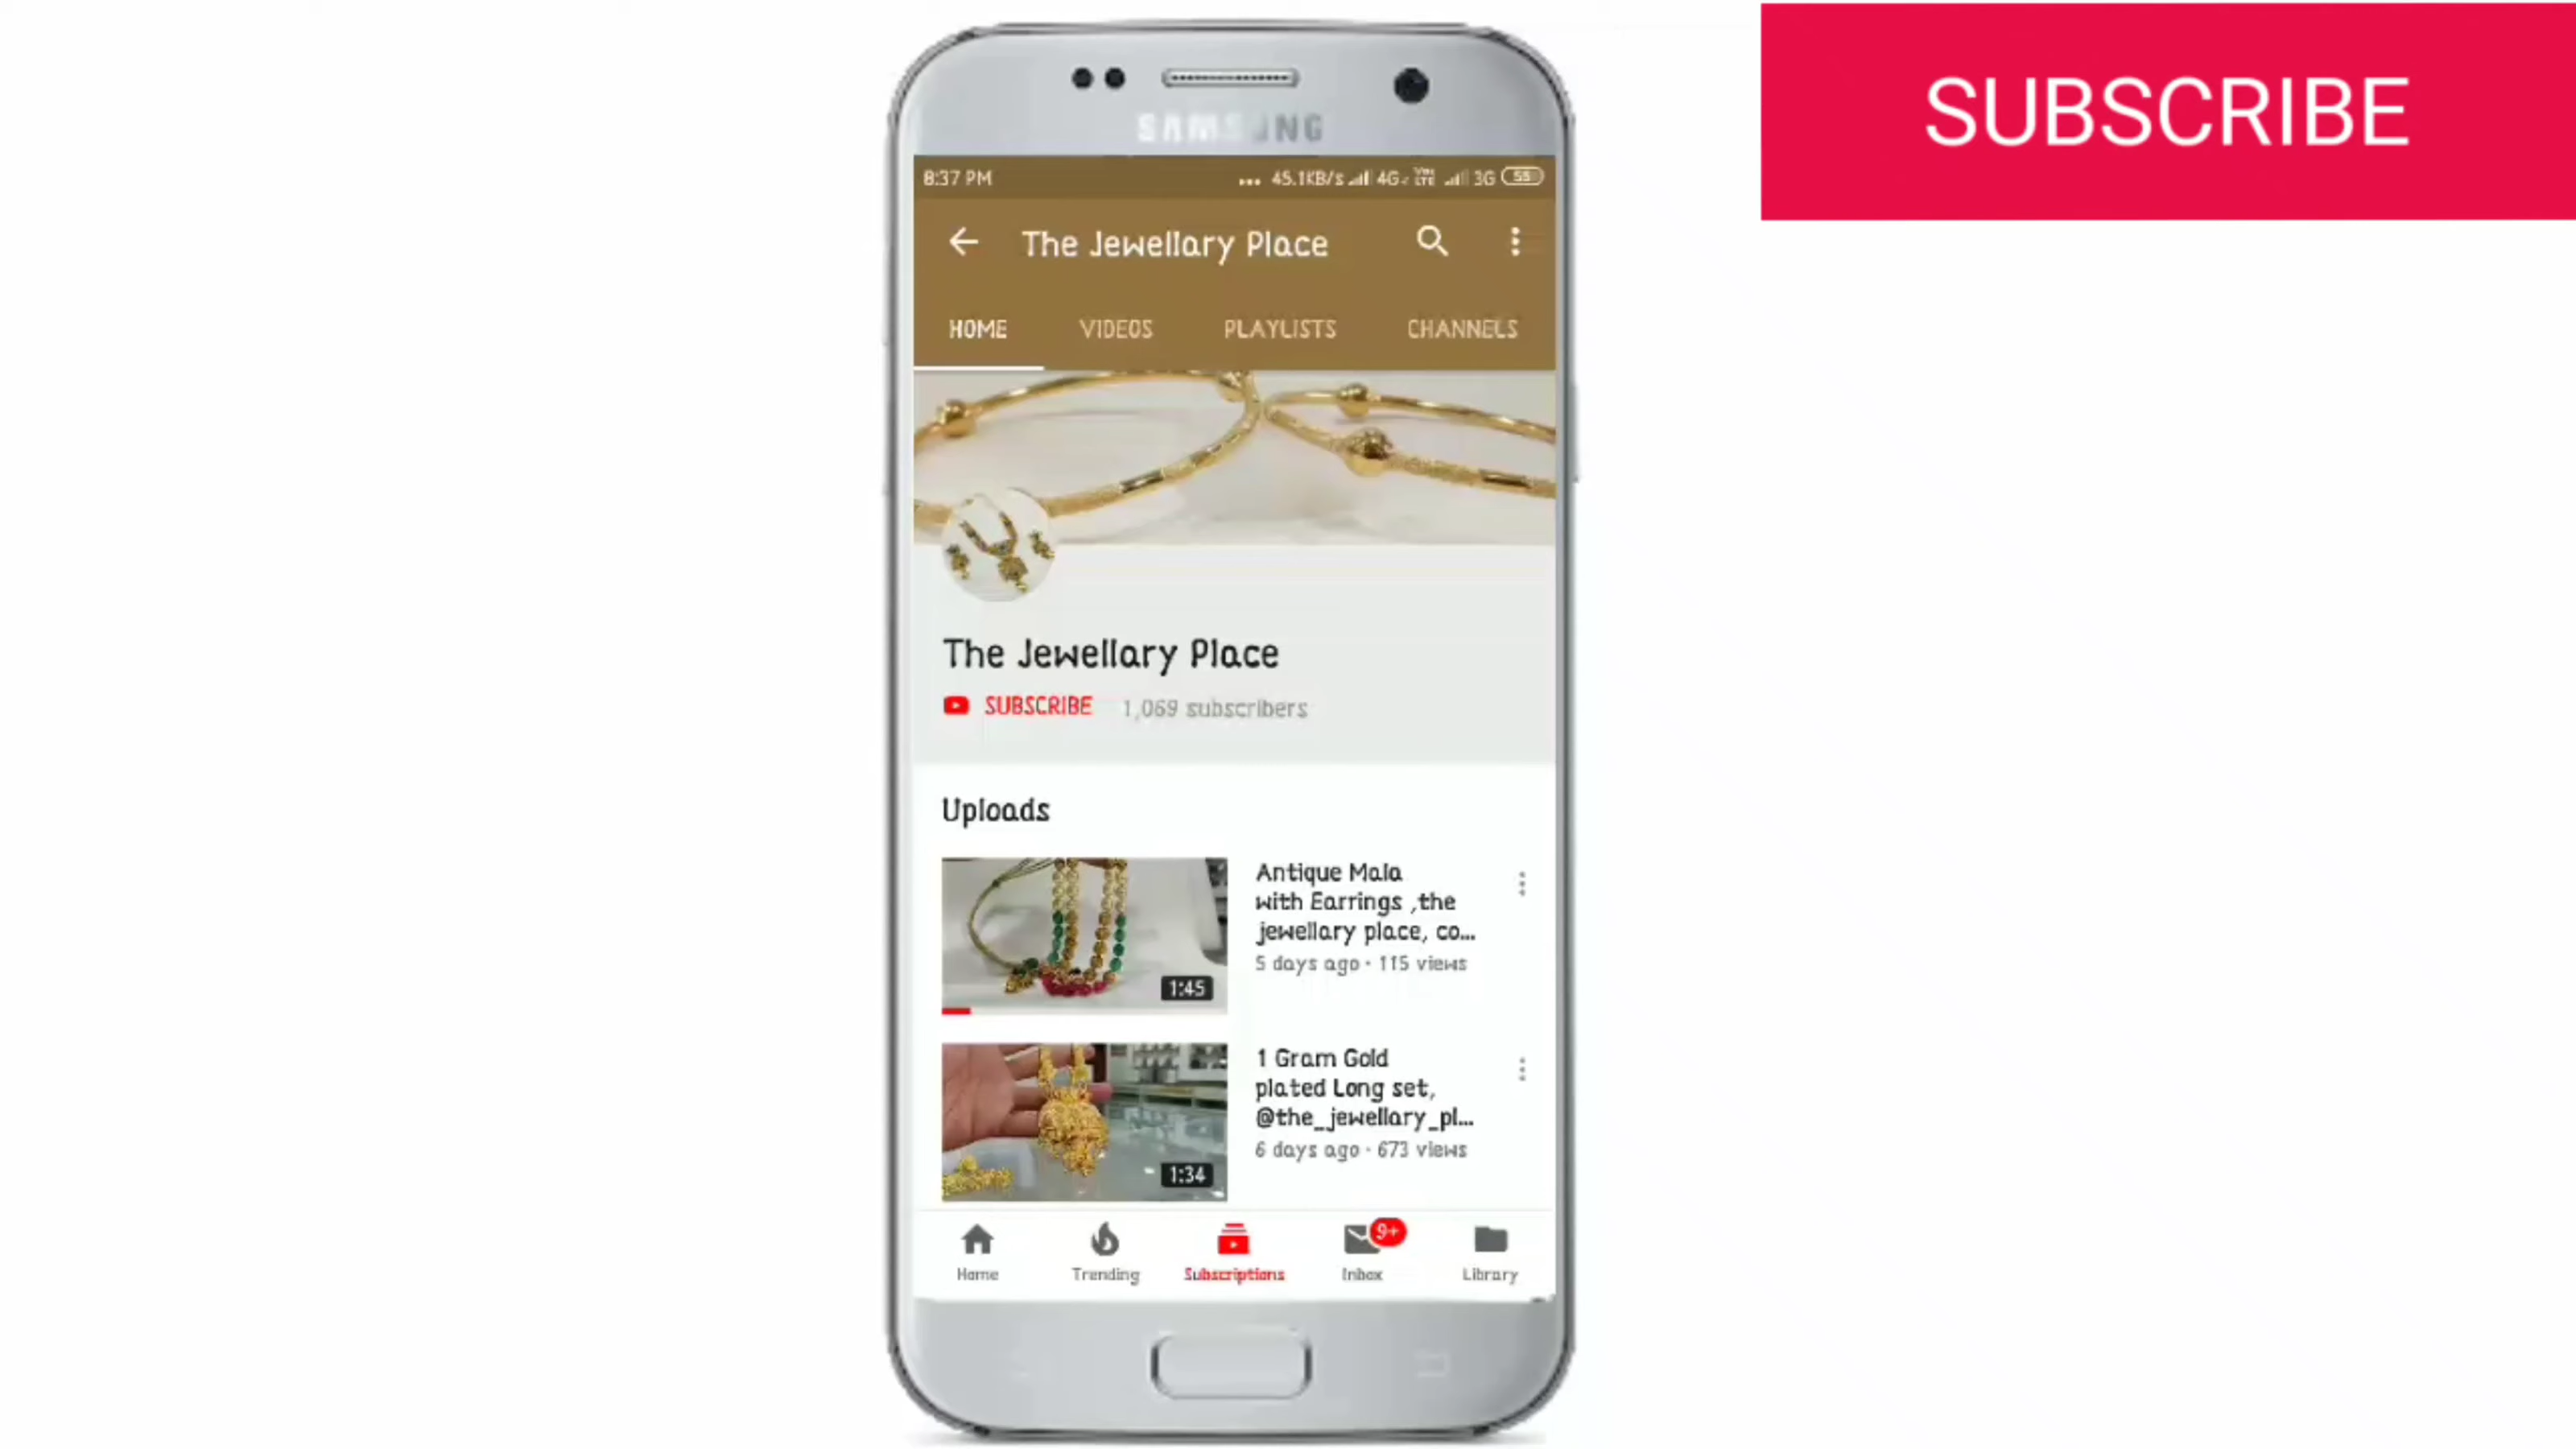 SUBSCRIBE
SAMSUNG
8:37 PM ... 45.1KB/s 4G VoLTE 3G 55
The Jewellary Place
HOME VIDEOS PLAYLISTS CHANNELS
The Jewellary Place
SUBSCRIBE 1,069 subscribers
Uploads
Antique Mala
with Earrings ,the
jewellary place, co...
5 days ago · 115 views
1:45
1 Gram Gold
plated Long set,
@the_jewellary_pl...
6 days ago · 673 views
1:34
9+
Home Trending Subscriptions Inbox Library